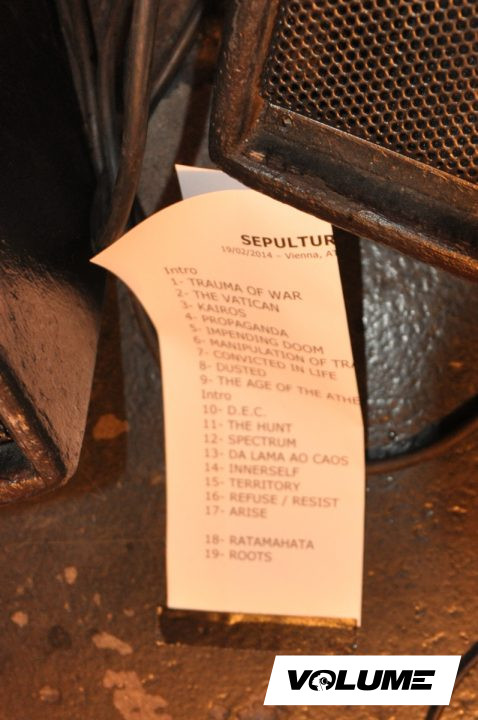 SEPULTUR
19/02/2014 – Vienna, AT
Intro
1- TRAUMA OF WAR
2- THE VATICAN
3- KAIROS
4- PROPAGANDA
5- IMPENDING DOOM
6- MANIPULATION OF TRA
7- CONVICTED IN LIFE
8- DUSTED
9- THE AGE OF THE ATHE
Intro
10- D.E.C.
11- THE HUNT
12- SPECTRUM
13- DA LAMA AO CAOS
14- INNERSELF
15- TERRITORY
16- REFUSE / RESIST
17- ARISE
18- RATAMAHATA
19- ROOTS
VOLUME